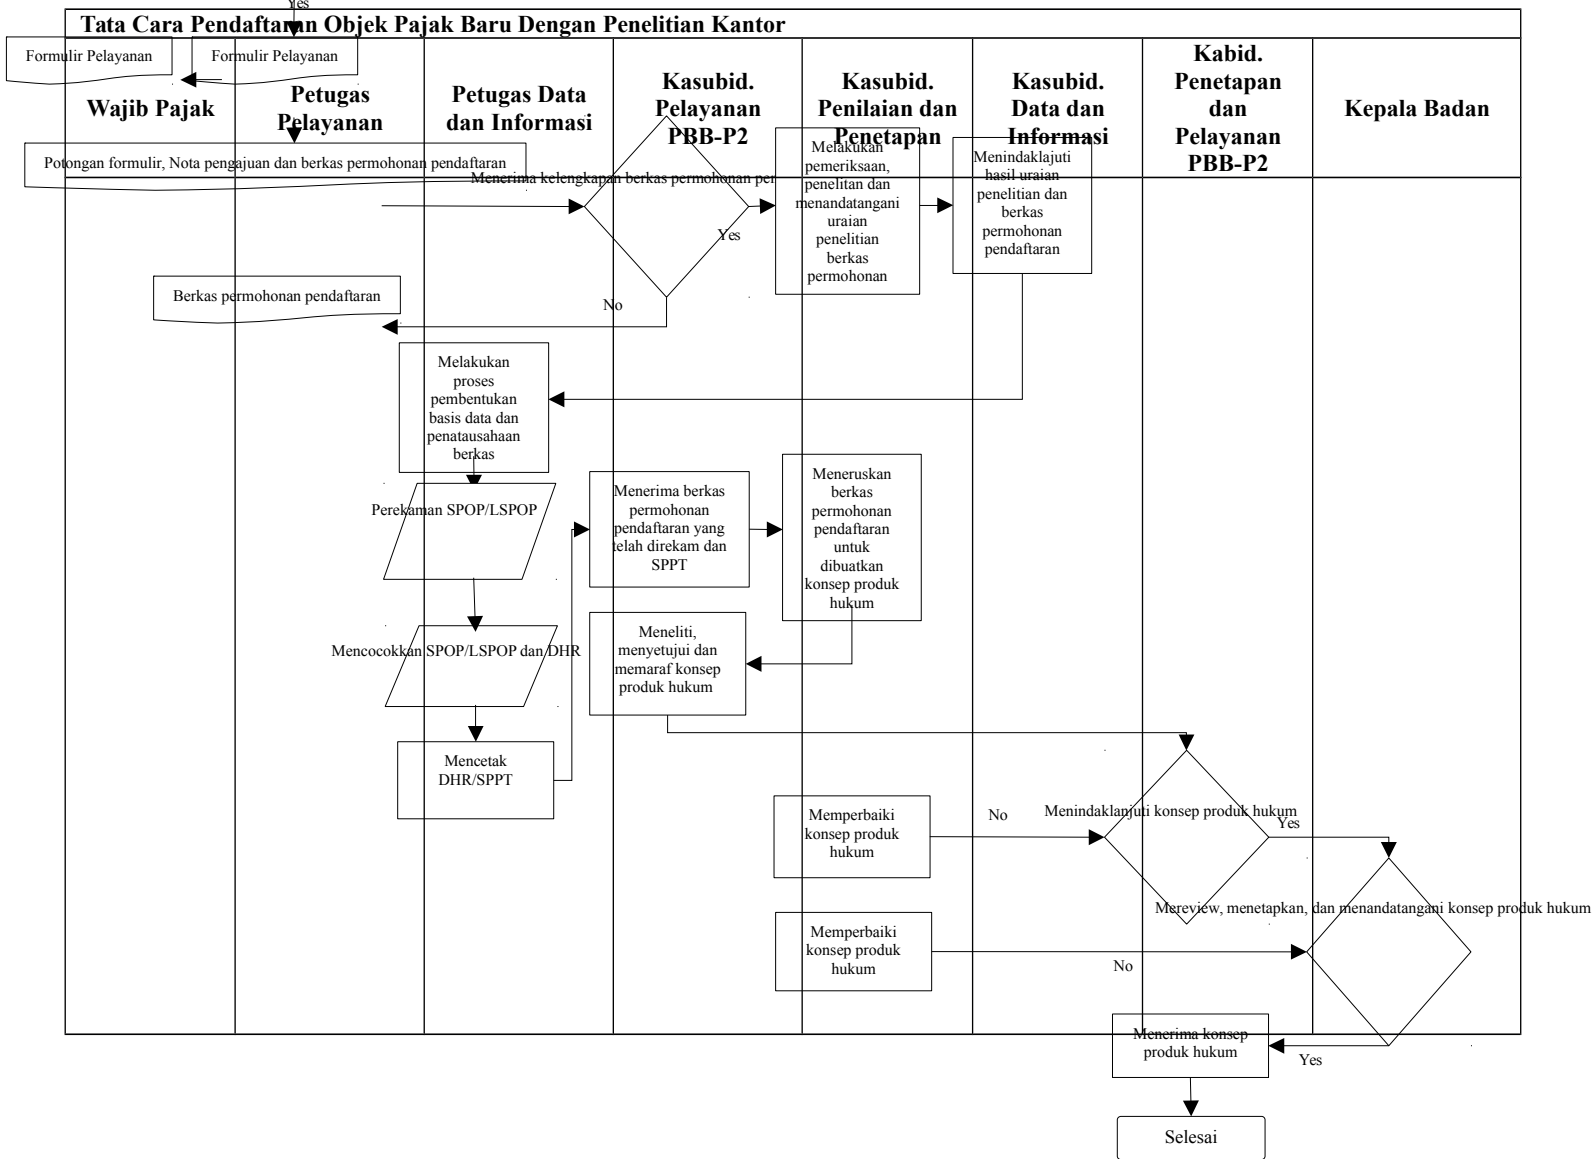 Yes
Tata Cara Pendaftaran Objek Pajak Baru Dengan Penelitian Kantor
Formulir Pelayanan
Formulir Pelayanan
Wajib Pajak
Petugas
Pelayanan
Petugas Data
dan Informasi
Kasubid.
Pelayanan
PBB-P2
Kasubid.
Penilaian dan
Penetapan
Kasubid.
Data dan
Informasi
Kabid.
Penetapan
dan
Pelayanan
PBB-P2
Kepala Badan
Potongan formulir, Nota pengajuan dan berkas permohonan pendaftaran
Menerima kelengkapan berkas permohonan per
Yes
No
Melakukan
pemeriksaan,
penelitan dan
menandatangani
uraian
penelitian
berkas
permohonan
Menindaklajuti
hasil uraian
penelitian dan
berkas
permohonan
pendaftaran
Berkas permohonan pendaftaran
Melakukan
proses
pembentukan
basis data dan
penatausahaan
berkas
Perekaman SPOP/LSPOP
Mencocokkan SPOP/LSPOP dan DHR
Mencetak
DHR/SPPT
Menerima berkas
permohonan
pendaftaran yang
telah direkam dan
SPPT
Meneruskan
berkas
permohonan
pendaftaran
untuk
dibuatkan
konsep produk
hukum
Meneliti,
menyetujui dan
memaraf konsep
produk hukum
Memperbaiki
konsep produk
hukum
No
Menindaklanjuti konsep produk hukum
Yes
Memperbaiki
konsep produk
hukum
No
Mereview, menetapkan, dan menandatangani konsep produk hukum
Yes
Menerima konsep
produk hukum
Selesai